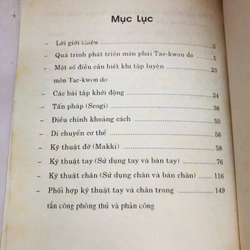 Mục Lục
– Lời giới thiệu 3
– Quá trình phát triển môn phái Tae-kwon do 5
– Một số điều cần biết khi tập luyện 23
môn Tae-kwon do
– Các bài tập khởi động 24
– Tấn pháp (Seogi) 36
– Điều chỉnh khoảng cách 50
– Di chuyển cơ thể 56
– Kỹ thuật đỡ (Makki) 58
– Kỹ thuật tay (Sử dụng tay và bàn tay) 76
– Kỹ thuật chân (Sử dụng chân và bàn chân) 116
– Phối hợp kỹ thuật tay và chân trong 149
tấn công phòng thủ và phản công